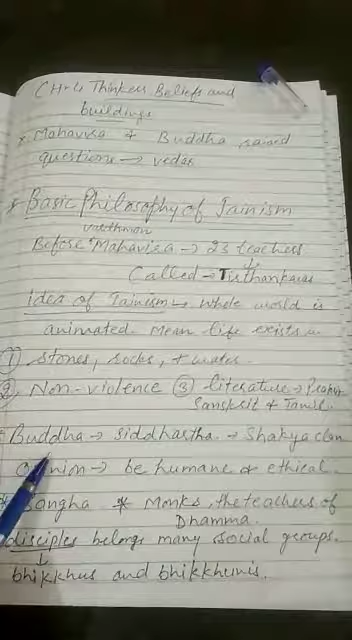 CH-4 Thinkers Beliefs and
buildings
* Mahavira & Buddha raised
questions → vedas
* Basic Philosophy of Jainism
vardhman
Before Mahavira → 23 teachers
Called → Tirthankaras
idea of Jainism → Whole world is
animated. Mean life exists in
① stones, rocks, & water.
② Non-violence ③ literature →
Sanskrit & Tamil.
* Buddha → siddhartha → Shakya clan
opinion → be humane & ethical.
* Sangha * Monks, the teachers of
Dhamma.
disciples belongs many social groups.
↓
bhikkhus and bhikkhunis.